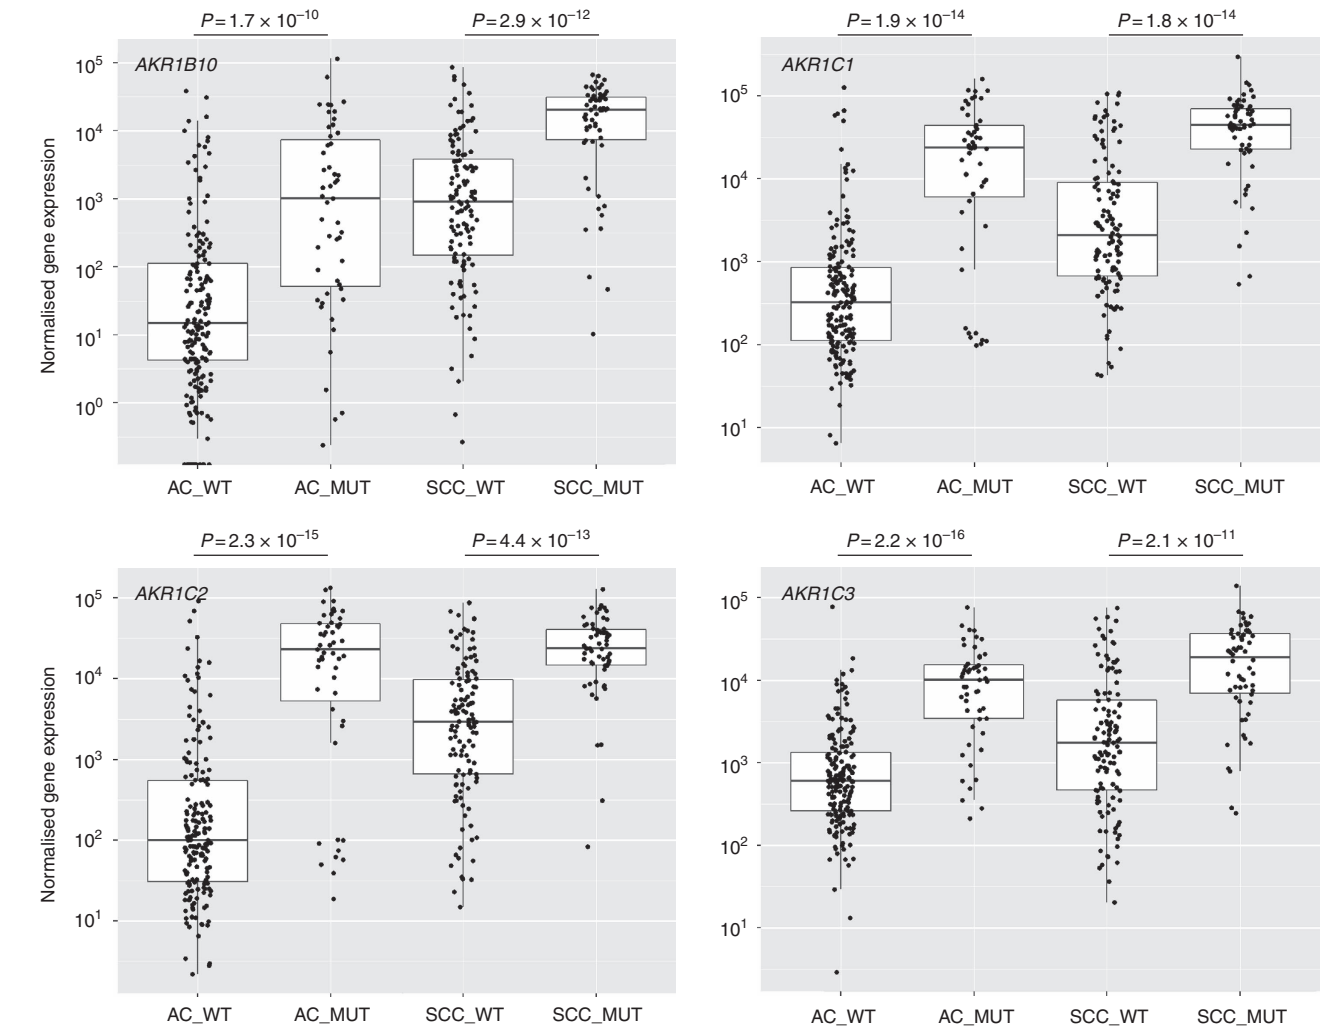 P = 1.7 × 10⁻¹⁰ P = 2.9 × 10⁻¹²
AKR1B10
Normalised gene expression
10⁵
10⁴
10³
10²
10¹
10⁰
AC_WT AC_MUT SCC_WT SCC_MUT
P = 1.9 × 10⁻¹⁴ P = 1.8 × 10⁻¹⁴
AKR1C1
10⁵
10⁴
10³
10²
10¹
AC_WT AC_MUT SCC_WT SCC_MUT
P = 2.3 × 10⁻¹⁵ P = 4.4 × 10⁻¹³
AKR1C2
Normalised gene expression
10⁵
10⁴
10³
10²
10¹
AC_WT AC_MUT SCC_WT SCC_MUT
P = 2.2 × 10⁻¹⁶ P = 2.1 × 10⁻¹¹
AKR1C3
10⁵
10⁴
10³
10²
10¹
AC_WT AC_MUT SCC_WT SCC_MUT